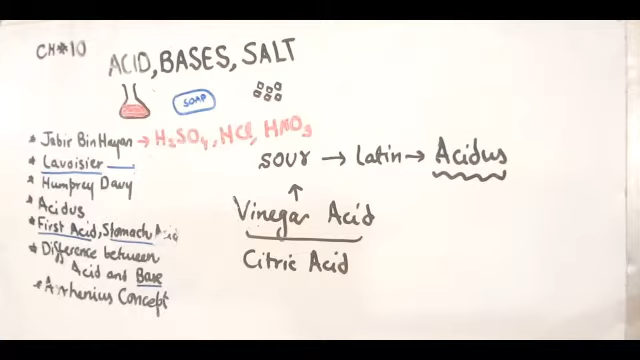 CH*10
ACID, BASES, SALT
SOAP
* Jabir Bin Hayan → H₂SO₄, HCl, HNO₃
* Lavoisier
* Humprey Davy
* Acidus
* First Acid, Stomach Acid
* Difference between
Acid and Base
* Arrhenius Concept
Sour → Latin → Acidus
Vinegar Acid
Citric Acid